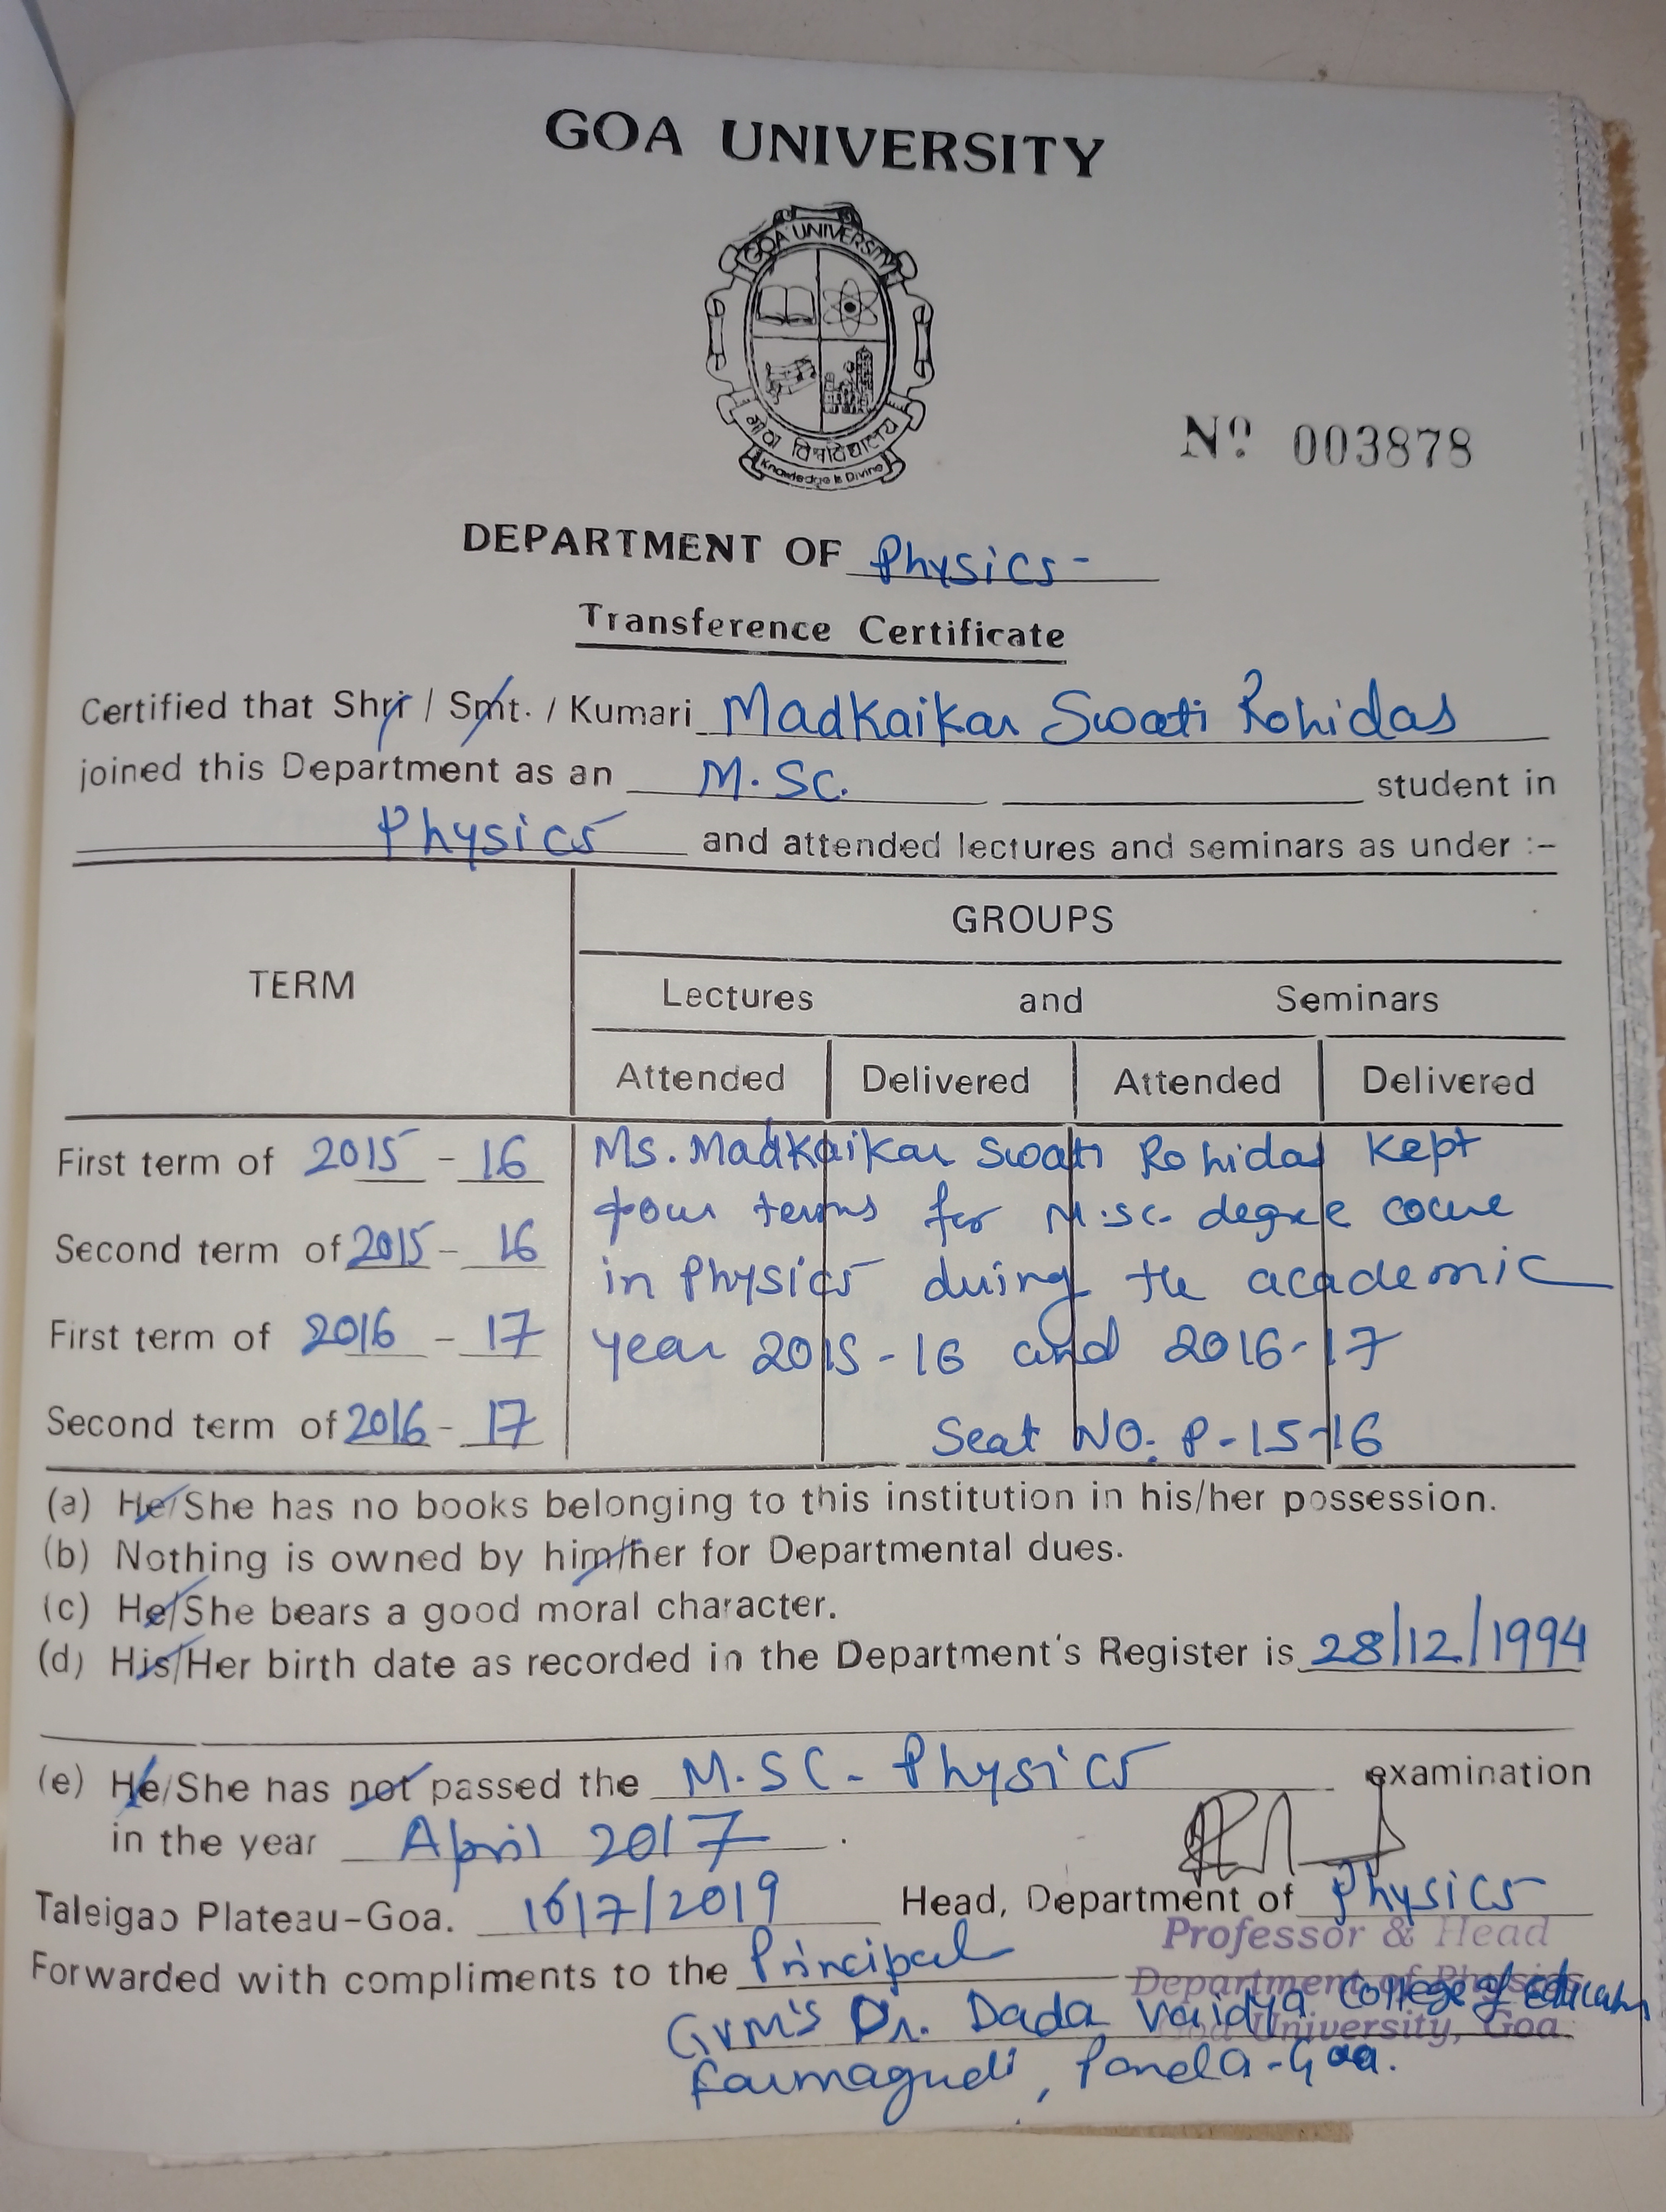 GOA UNIVERSITY
GOA UNIVERSITY
गोंय विश्वविद्यालय
Knowledge is Divine
Nº 003878
DEPARTMENT OF Physics-
Transference Certificate
Certified that Shri / Smt. / Kumari Madkaikar Swati Rohidas
joined this Department as an M.Sc. student in
Physics and attended lectures and seminars as under :-
GROUPS
TERM
Lectures and Seminars
Attended Delivered Attended Delivered
First term of 2015 - 16
Second term of 2015 - 16
First term of 2016 - 17
Second term of 2016 - 17
Ms. Madkaikar Swati Rohidas kept
four terms for M.Sc. degree course
in Physics during the academic
year 2015-16 and 2016-17
Seat No: P-15-16
(a) He/She has no books belonging to this institution in his/her possession.
(b) Nothing is owned by him/her for Departmental dues.
(c) He/She bears a good moral character.
(d) His/Her birth date as recorded in the Department's Register is 28/12/1994
(e) He/She has not passed the M.SC- Physics examination
in the year April 2017
Taleigao Plateau-Goa. 16/7/2019 Head, Department of Physics
Professor & Head
Forwarded with compliments to the Principal
Department of Physics
GVM's Dr. Dada Vaidya College of Education
Goa University, Goa
Farmagudi, Ponda-Goa.